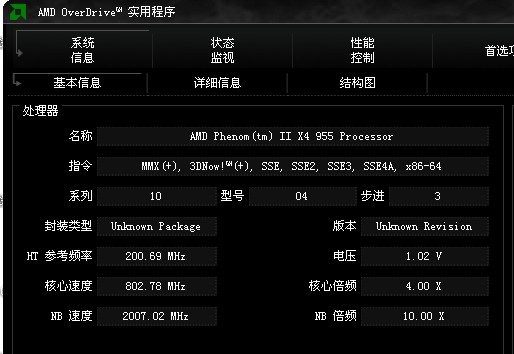 AMD OverDrive™ 实用程序
系统 信息
状态 监视
性能 控制
首选项
基本信息
详细信息
结构图
处理器
名称 AMD Phenom(tm) II X4 955 Processor
指令 MMX(+), 3DNow!™(+), SSE, SSE2, SSE3, SSE4A, x86-64
系列 10 型号 04 步进 3
封装类型 Unknown Package 版本 Unknown Revision
HT 参考频率 200.69 MHz 电压 1.02 V
核心速度 802.78 MHz 核心倍频 4.00 X
NB 速度 2007.02 MHz NB 倍频 10.00 X